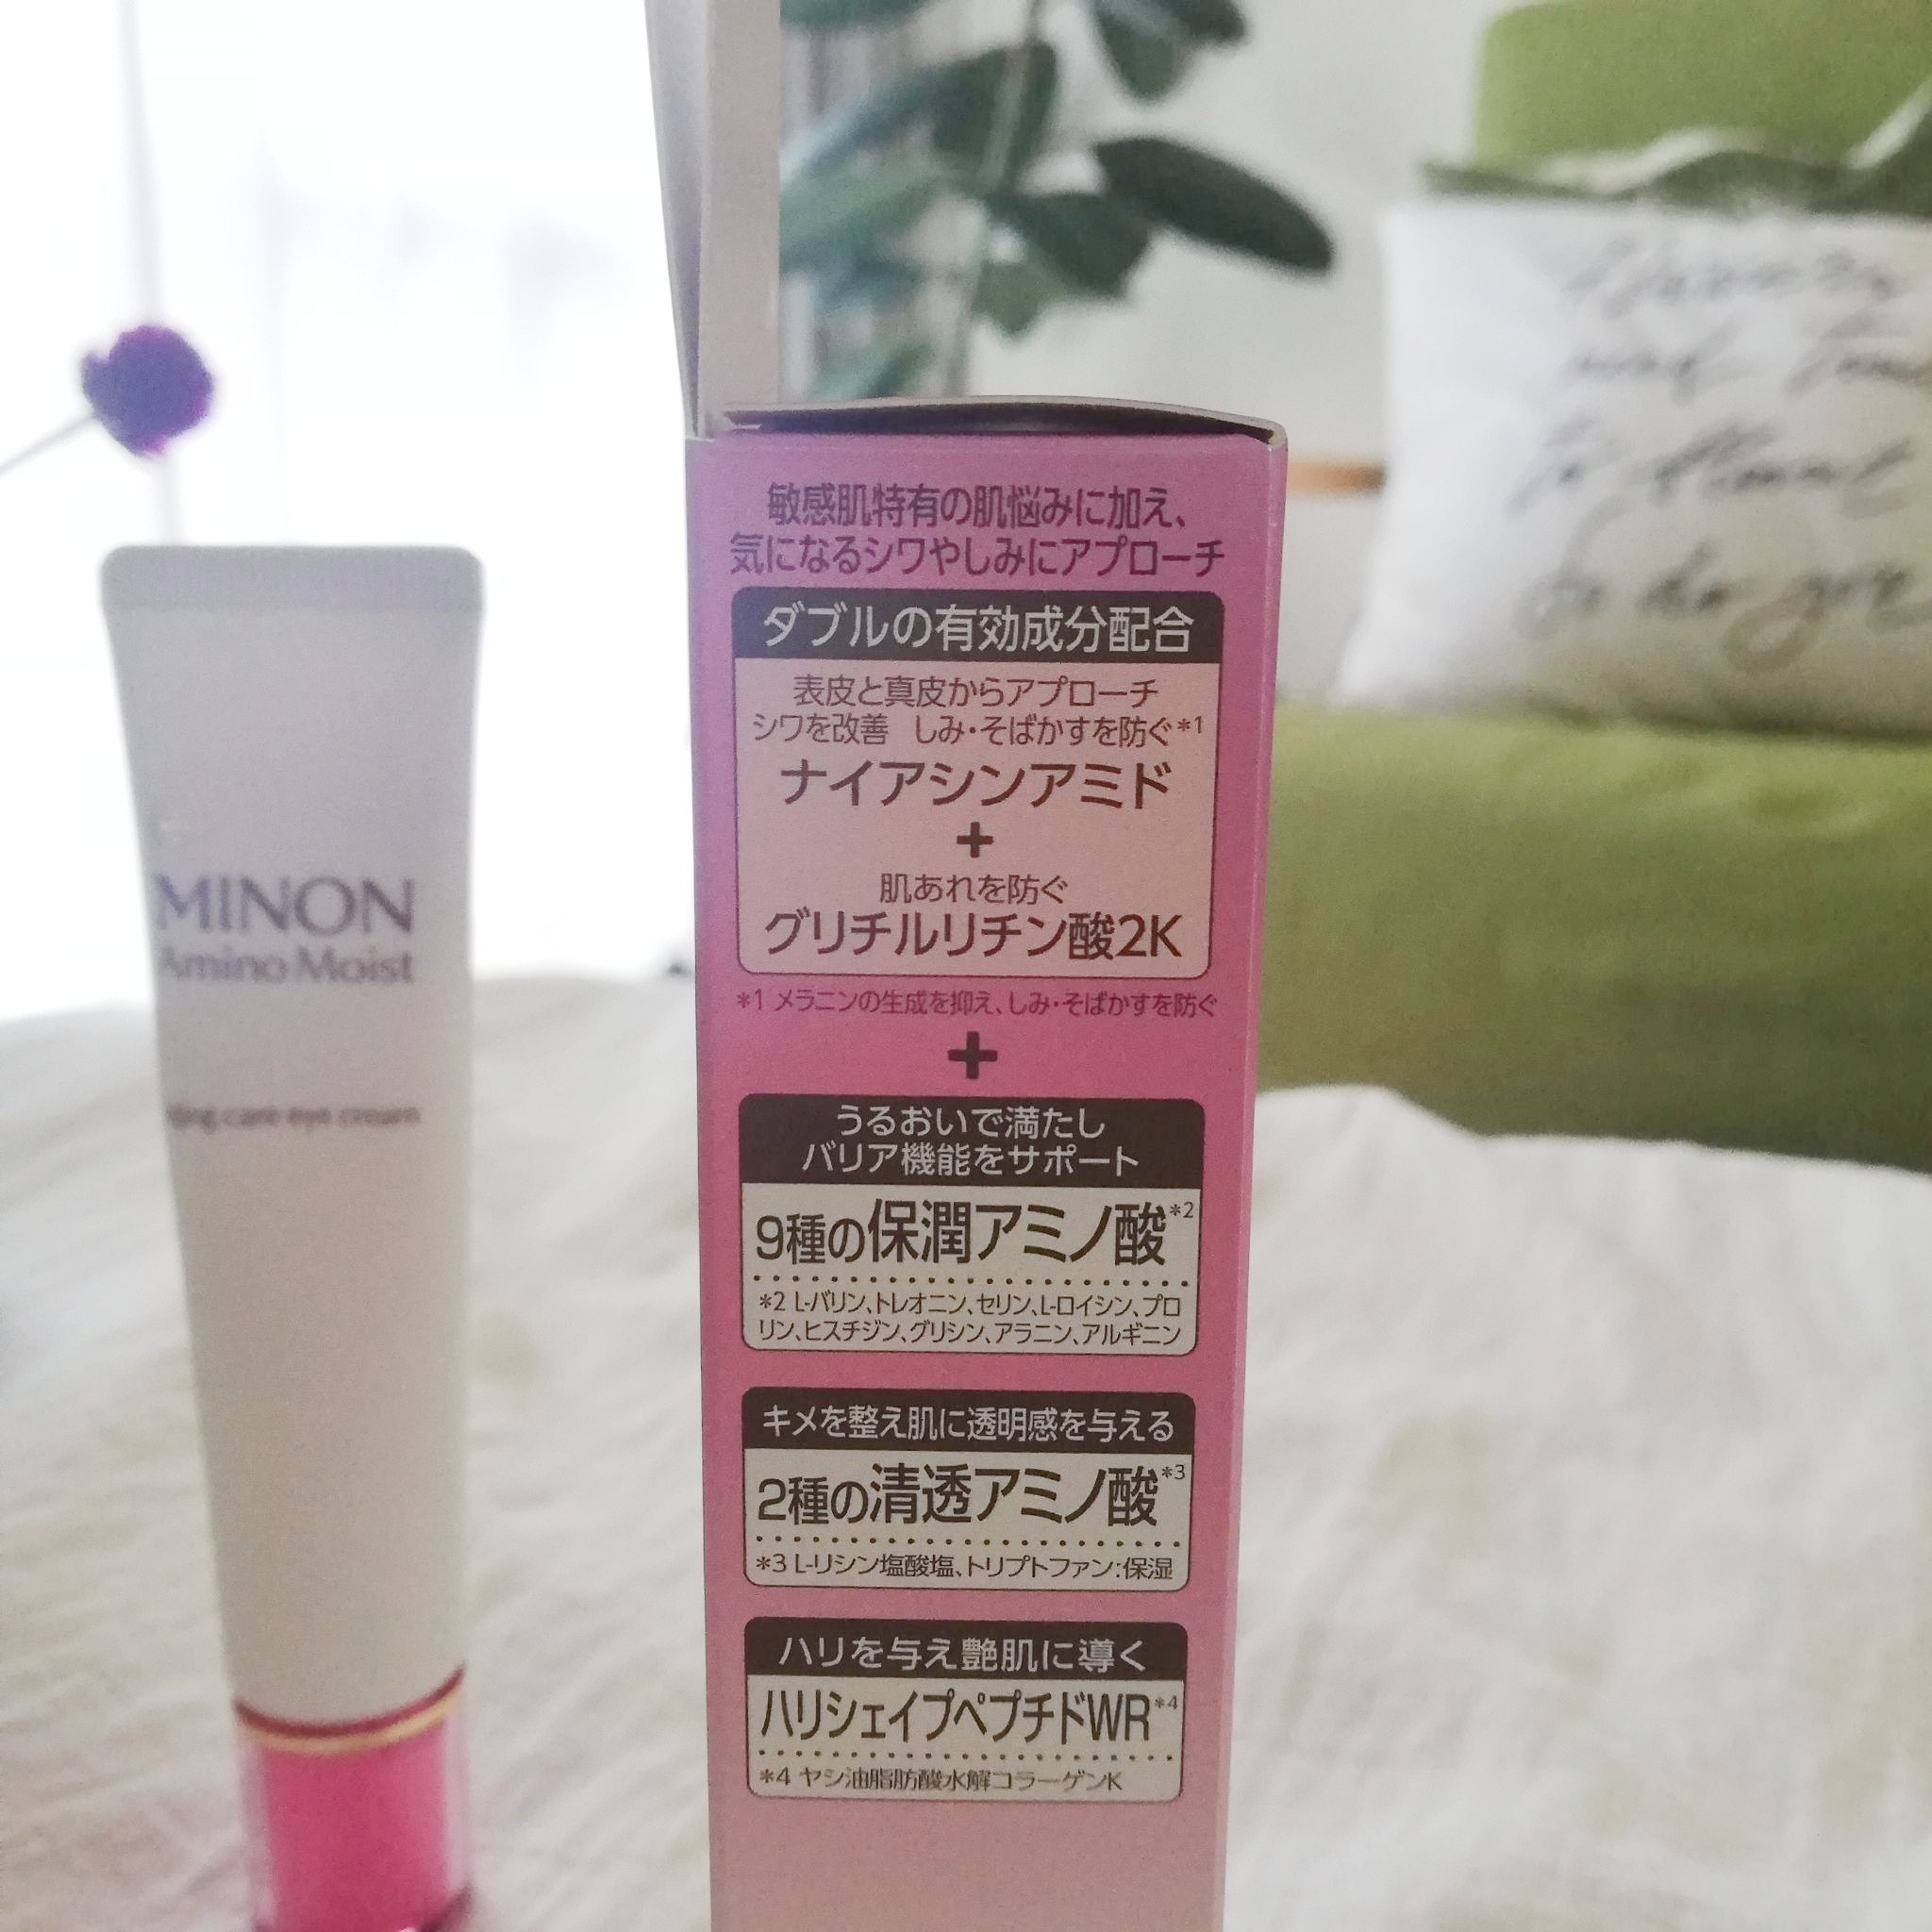 MINON
Amino Moist
care eye cream
敏感肌特有の肌悩みに加え、
気になるシワやしみにアプローチ
ダブルの有効成分配合
表皮と真皮からアプローチ
シワを改善 しみ・そばかすを防ぐ*1
ナイアシンアミド
+
肌あれを防ぐ
グリチルリチン酸2K
*1 メラニンの生成を抑え、しみ・そばかすを防ぐ
+
うるおいで満たし
バリア機能をサポート
9種の保潤アミノ酸*2
*2 L-バリン、トレオニン、セリン、L-ロイシン、プロ
リン、ヒスチジン、グリシン、アラニン、アルギニン
キメを整え肌に透明感を与える
2種の清透アミノ酸*3
*3 L-リシン塩酸塩、トリプトファン:保湿
ハリを与え艶肌に導く
ハリシェイプペプチドWR*4
*4 ヤシ油脂肪酸水解コラーゲンK